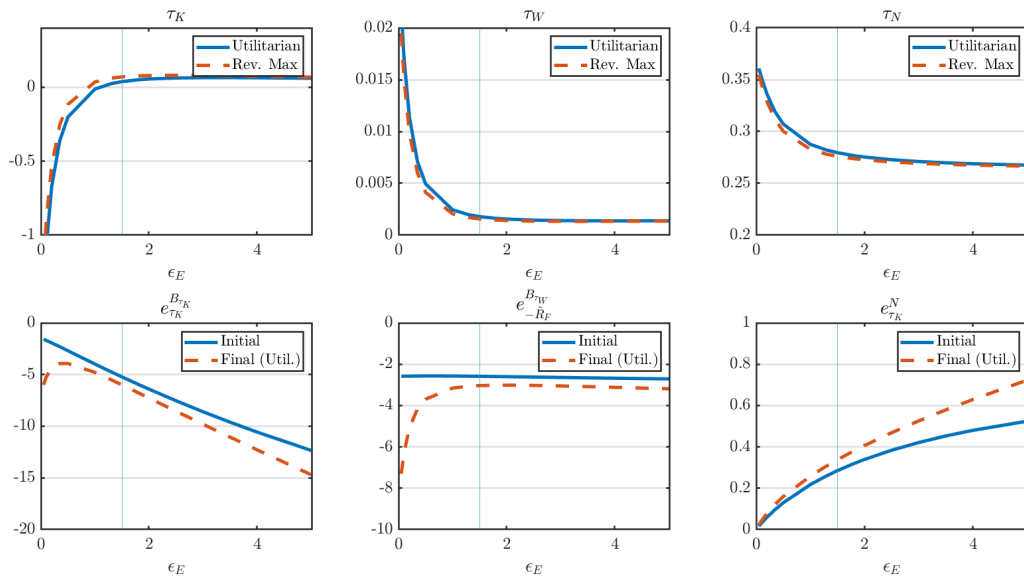 τ_K
Utilitarian
Rev. Max
0
-0.5
-1
0 2 4
ϵ_E
τ_W
Utilitarian
Rev. Max
0.02
0.015
0.01
0.005
0
0 2 4
ϵ_E
τ_N
Utilitarian
Rev. Max
0.4
0.35
0.3
0.25
0.2
0 2 4
ϵ_E
e_{τ_K}^{B_{τ_K}}
Initial
Final (Util.)
0
-5
-10
-15
-20
0 2 4
ϵ_E
e_{-R̃_F}^{B_{τ_W}}
Initial
Final (Util.)
0
-2
-4
-6
-8
-10
0 2 4
ϵ_E
e_{τ_K}^{N}
Initial
Final (Util.)
1
0.8
0.6
0.4
0.2
0
0 2 4
ϵ_E